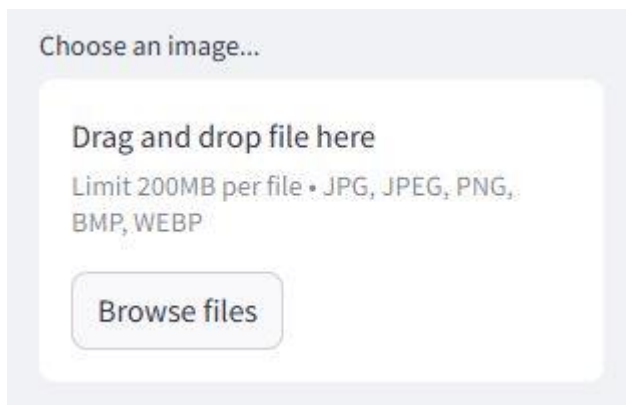 Choose an image...
Drag and drop file here
Limit 200MB per file • JPG, JPEG, PNG,
BMP, WEBP
Browse files